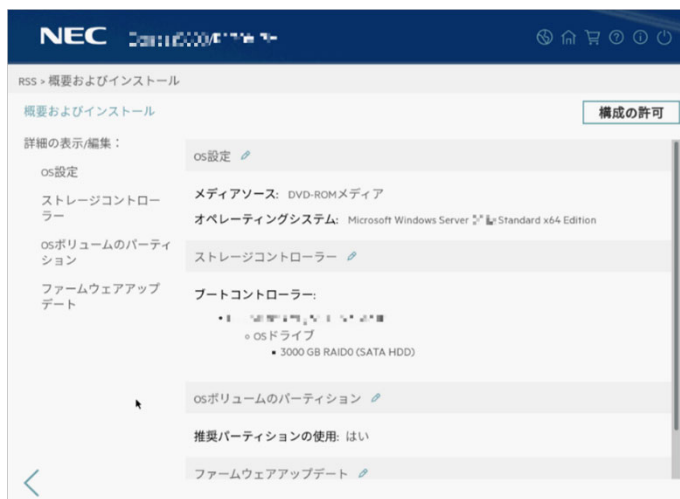 NEC
RSS > 概要およびインストール
概要およびインストール
構成の許可
詳細の表示/編集：
OS設定
ストレージコントローラー
OSボリュームのパーティション
ファームウェアアップデート
OS設定
メディアソース: DVD-ROMメディア
オペレーティングシステム: Microsoft Windows Server Standard x64 Edition
ストレージコントローラー
ブートコントローラー:
OSドライブ
3000 GB RAID0 (SATA HDD)
OSボリュームのパーティション
推奨パーティションの使用: はい
ファームウェアアップデート